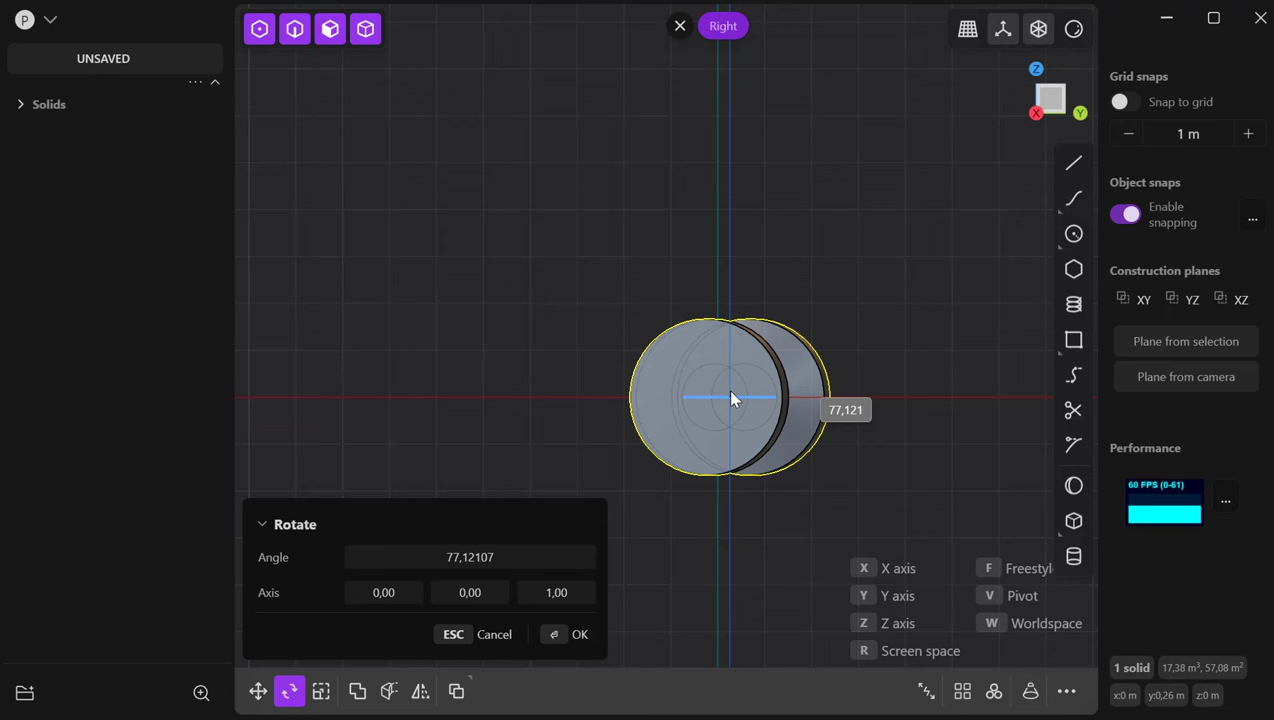 P
UNSAVED
...
Solids
Right
Z
X
Y
Grid snaps
Snap to grid
− 1 m +
Object snaps
Enable
snapping
...
Construction planes
XY YZ XZ
Plane from selection
Plane from camera
Performance
60 FPS (0-61)
...
77,121
Rotate
Angle 77,12107
Axis 0,00 0,00 1,00
ESC Cancel OK
X X axis F Freestyl
Y Y axis V Pivot
Z Z axis W Worldspace
R Screen space
1 solid 17,38 m³, 57,08 m²
x:0 m y:0,26 m z:0 m